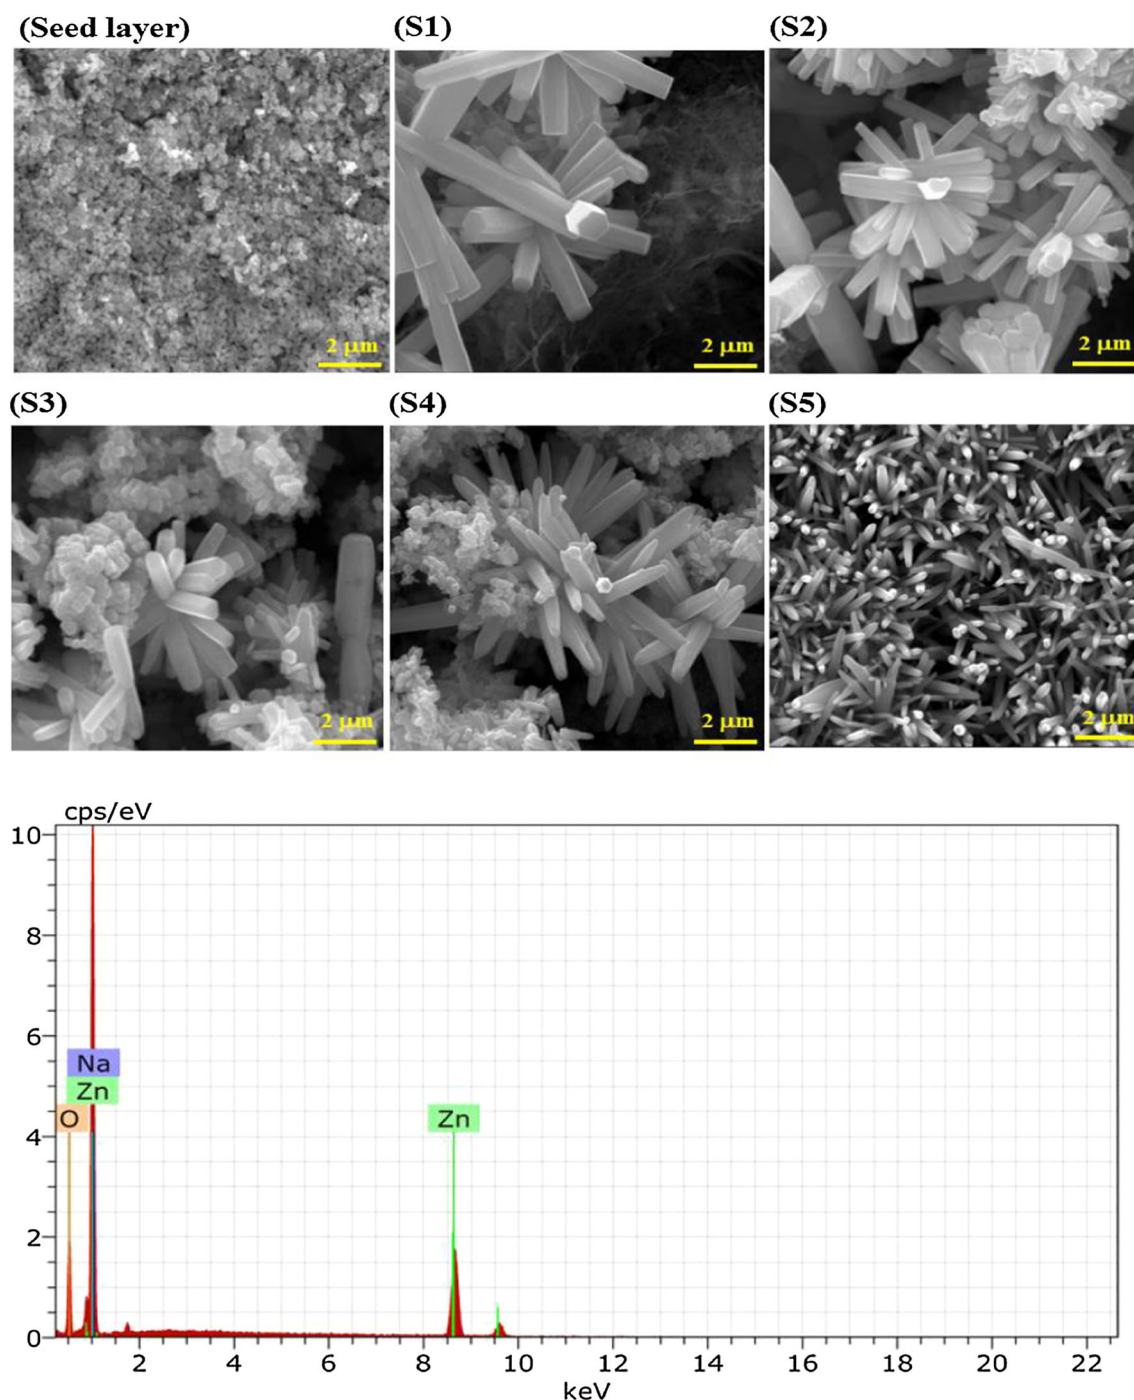 (Seed layer)
(S1)
(S2)
2 μm
2 μm
2 μm
(S3)
(S4)
(S5)
2 μm
2 μm
2 μm
cps/eV
10
8
6
4
2
0
Na
Zn
O
Zn
2 4 6 8 10 12 14 16 18 20 22
keV